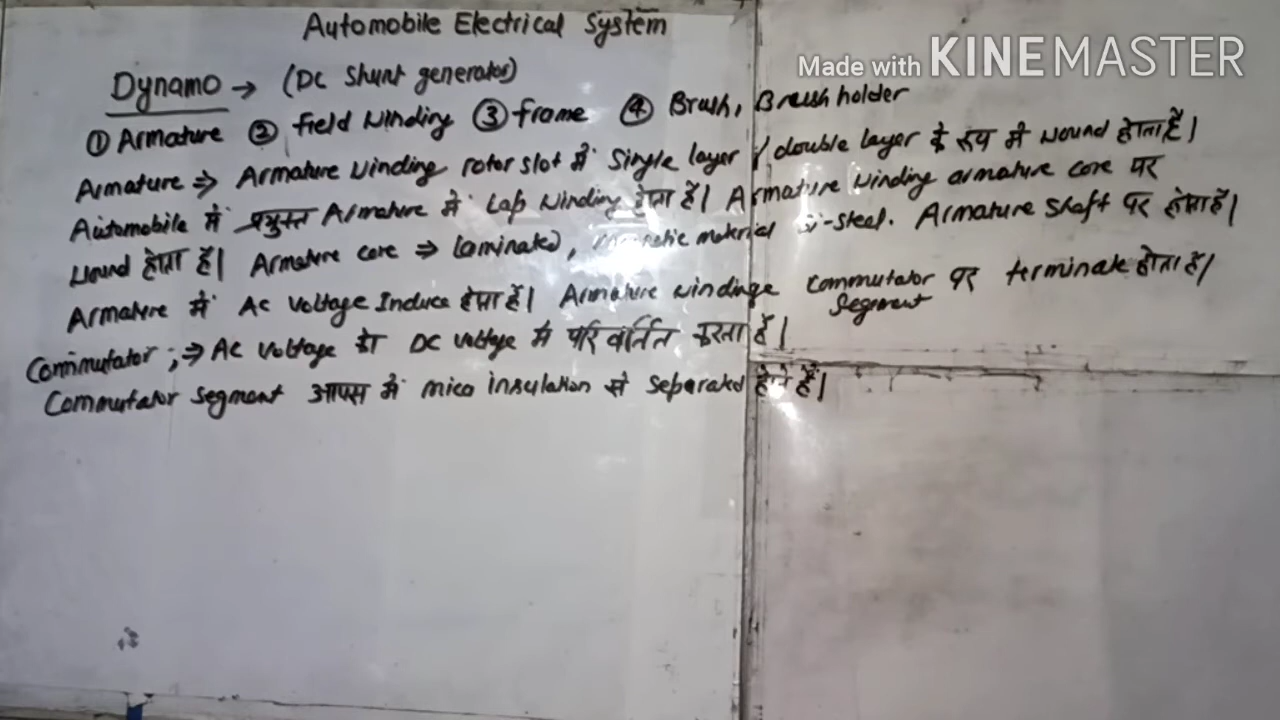 Automobile Electrical System
Made with KINEMASTER
Dynamo → (DC Shunt generator)
① Armature ② Field winding ③ frame ④ Brush, Brush holder
Armature ⇒ Armature winding rotor slot में Single layer / double layer के रूप में wound होता है।
Automobile में प्रयुक्त Armature में Lap winding होता है। Armature winding armature core पर
wound होता है। Armature core ⇒ laminated, material Si-steel. Armature shaft पर होता है।
Armature में AC voltage Induce होता है। Armature winding commutator पर terminate होता है।
segment
Commutator ;⇒ AC voltage को DC voltage में परिवर्तित करता है।
Commutator segment आपस में mica insulation से separated होते हैं।